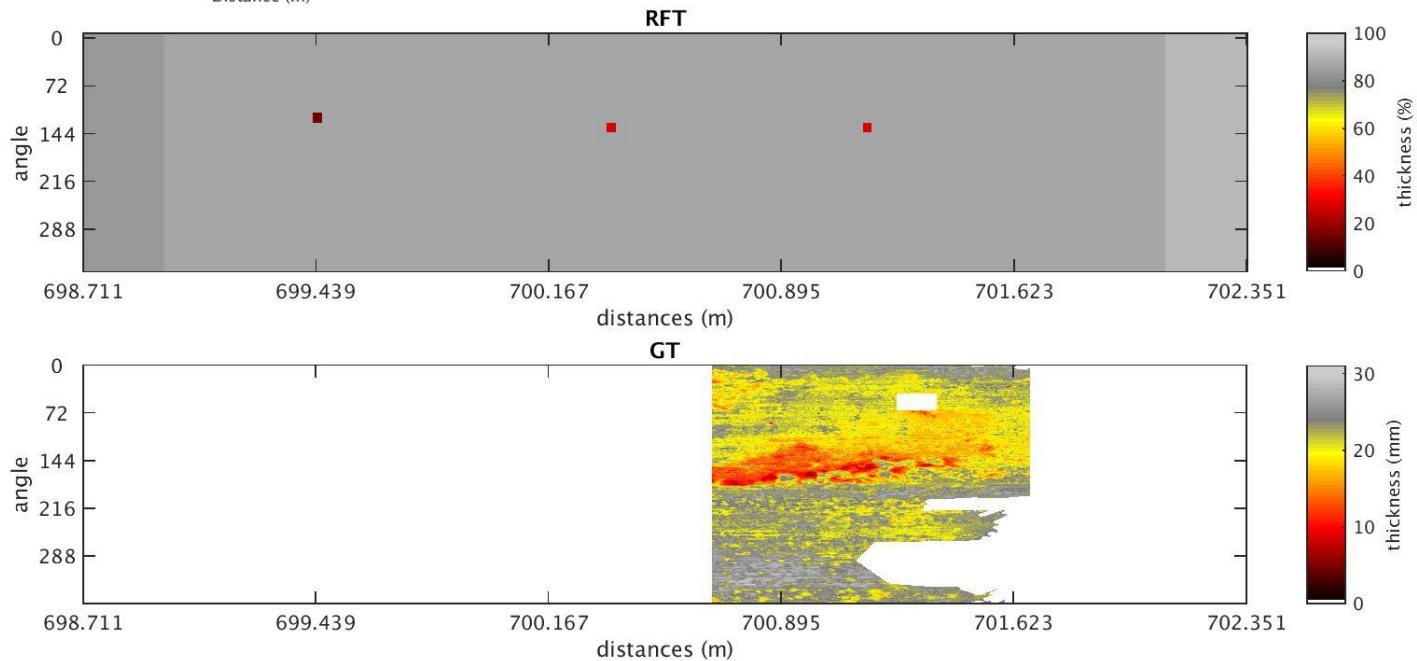 Distance (m)
RFT
0
72
144
216
288
angle
698.711 699.439 700.167 700.895 701.623 702.351
distances (m)
100
80
60
40
20
0
thickness (%)
GT
0
72
144
216
288
angle
698.711 699.439 700.167 700.895 701.623 702.351
distances (m)
30
20
10
0
thickness (mm)